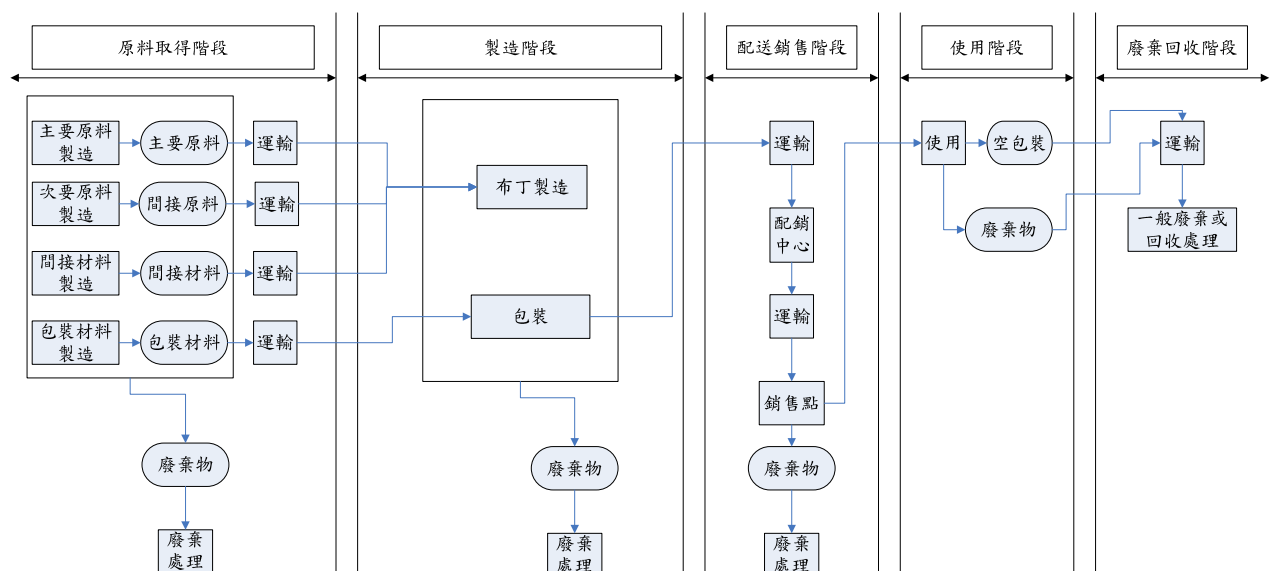 原料取得階段
製造階段
配送銷售階段
使用階段
廢棄回收階段
主要原料
製造
主要原料
運輸
次要原料
製造
間接原料
運輸
間接材料
製造
間接材料
運輸
包裝材料
製造
包裝材料
運輸
廢棄物
廢棄
處理
布丁製造
包裝
廢棄物
廢棄
處理
運輸
配銷
中心
運輸
銷售點
廢棄物
廢棄
處理
使用
空包裝
廢棄物
運輸
一般廢棄或
回收處理